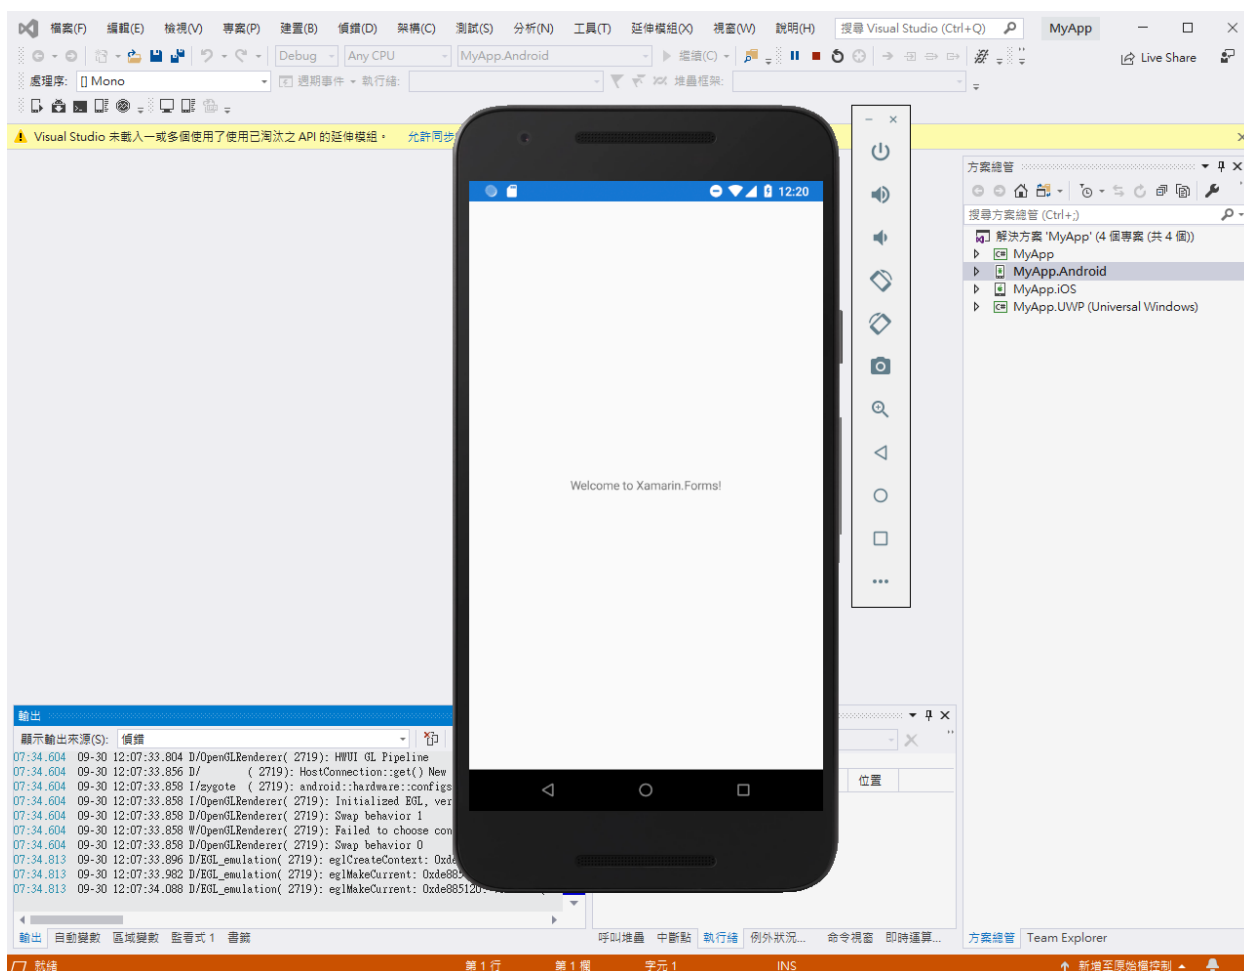 檔案(F) 編輯(E) 檢視(V) 專案(P) 建置(B) 偵錯(D) 架構(C) 測試(S) 分析(N) 工具(T) 延伸模組(X) 視窗(W) 說明(H) 搜尋 Visual Studio (Ctrl+Q) MyApp
Debug Any CPU MyApp.Android 繼續(C) Live Share
處理序: [] Mono 週期事件 執行緒: 堆疊框架:
Visual Studio 未載入一或多個使用了使用已淘汰之 API 的延伸模組。 允許同步
12:20
Welcome to Xamarin.Forms!
方案總管
搜尋方案總管 (Ctrl+;)
解決方案 'MyApp' (4 個專案 (共 4 個))
MyApp
MyApp.Android
MyApp.iOS
MyApp.UWP (Universal Windows)
輸出
顯示輸出來源(S): 偵錯
07:34.604 09-30 12:07:33.804 D/OpenGLRenderer( 2719): HWUI GL Pipeline
07:34.604 09-30 12:07:33.856 D/ ( 2719): HostConnection::get() New
07:34.604 09-30 12:07:33.858 I/zygote ( 2719): android::hardware::configs
07:34.604 09-30 12:07:33.858 I/OpenGLRenderer( 2719): Initialized EGL, ver
07:34.604 09-30 12:07:33.858 D/OpenGLRenderer( 2719): Swap behavior 1
07:34.604 09-30 12:07:33.858 W/OpenGLRenderer( 2719): Failed to choose con
07:34.604 09-30 12:07:33.858 D/OpenGLRenderer( 2719): Swap behavior 0
07:34.813 09-30 12:07:33.896 D/EGL_emulation( 2719): eglCreateContext: 0xde
07:34.813 09-30 12:07:33.982 D/EGL_emulation( 2719): eglMakeCurrent: 0xde885
07:34.813 09-30 12:07:34.088 D/EGL_emulation( 2719): eglMakeCurrent: 0xde885120:
位置
輸出 自動變數 區域變數 監看式 1 書籤
呼叫堆疊 中斷點 執行緒 例外狀況... 命令視窗 即時運算...
方案總管 Team Explorer
就緒 第 1 行 第 1 欄 字元 1 INS 新增至原始檔控制